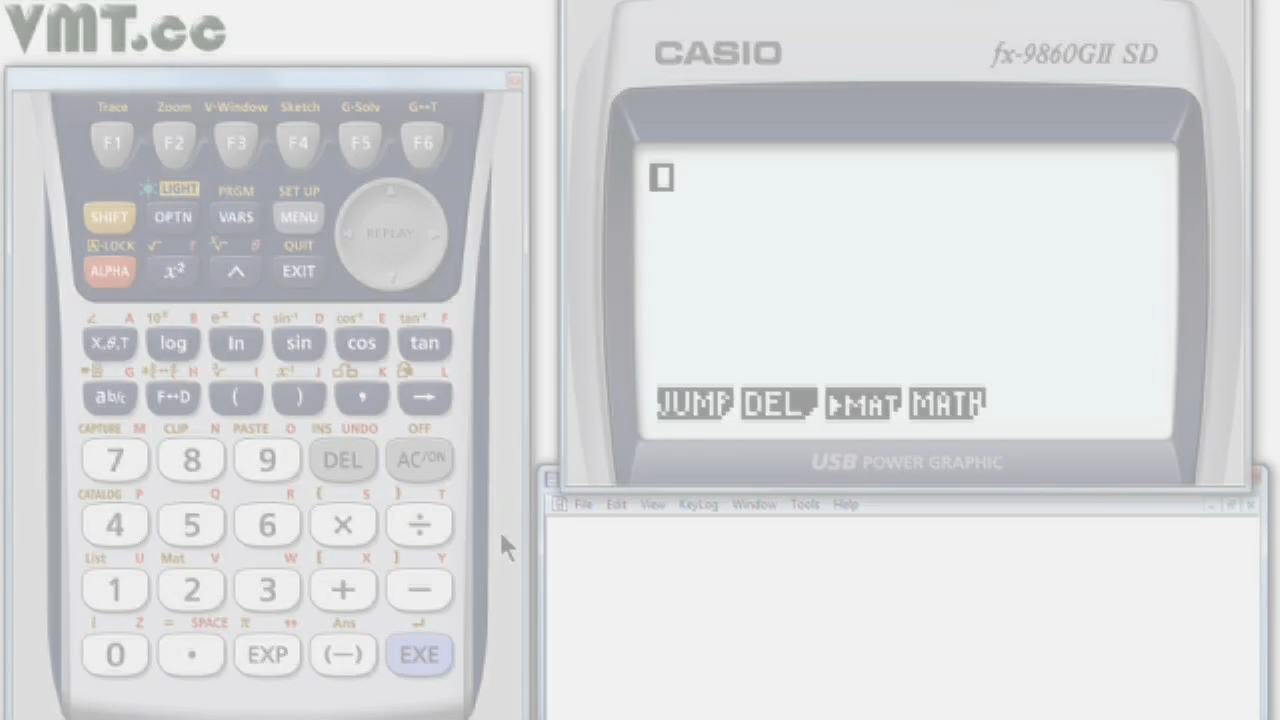 VMT.cc
CASIO fx-9860GII SD
Trace Zoom V-Window Sketch G-Solv G↔T
F1 F2 F3 F4 F5 F6
LIGHT PRGM SET UP
SHIFT OPTN VARS MENU
REPLAY
A-LOCK √ r ˣ√ θ QUIT
ALPHA x² ^ EXIT
∠ A 10ˣ B eˣ C sin⁻¹ D cos⁻¹ E tan⁻¹ F
X,θ,T log ln sin cos tan
G H ³√ I x⁻¹ J K L
ab/c F↔D ( ) , →
CAPTURE M CLIP N PASTE O INS UNDO OFF
7 8 9 DEL AC/ON
CATALOG P Q R { S } T
4 5 6 × ÷
List U Mat V W [ X ] Y
1 2 3 + −
i Z = SPACE π " Ans ↵
0 . EXP (—) EXE
JUMP DEL ▶MAT MATH
USB POWER GRAPHIC
File Edit View KeyLog Window Tools Help